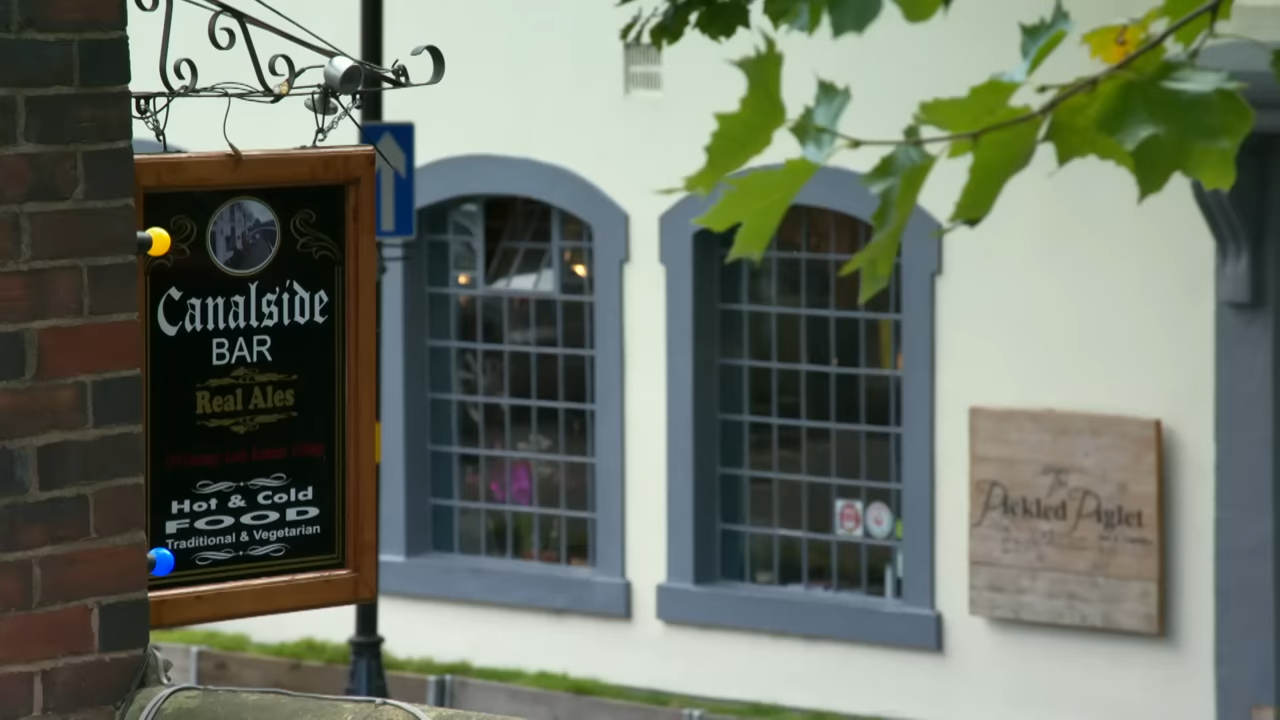 Canalside
BAR
Real Ales
Hot & Cold
FOOD
Traditional & Vegetarian
The
Pickled Piglet